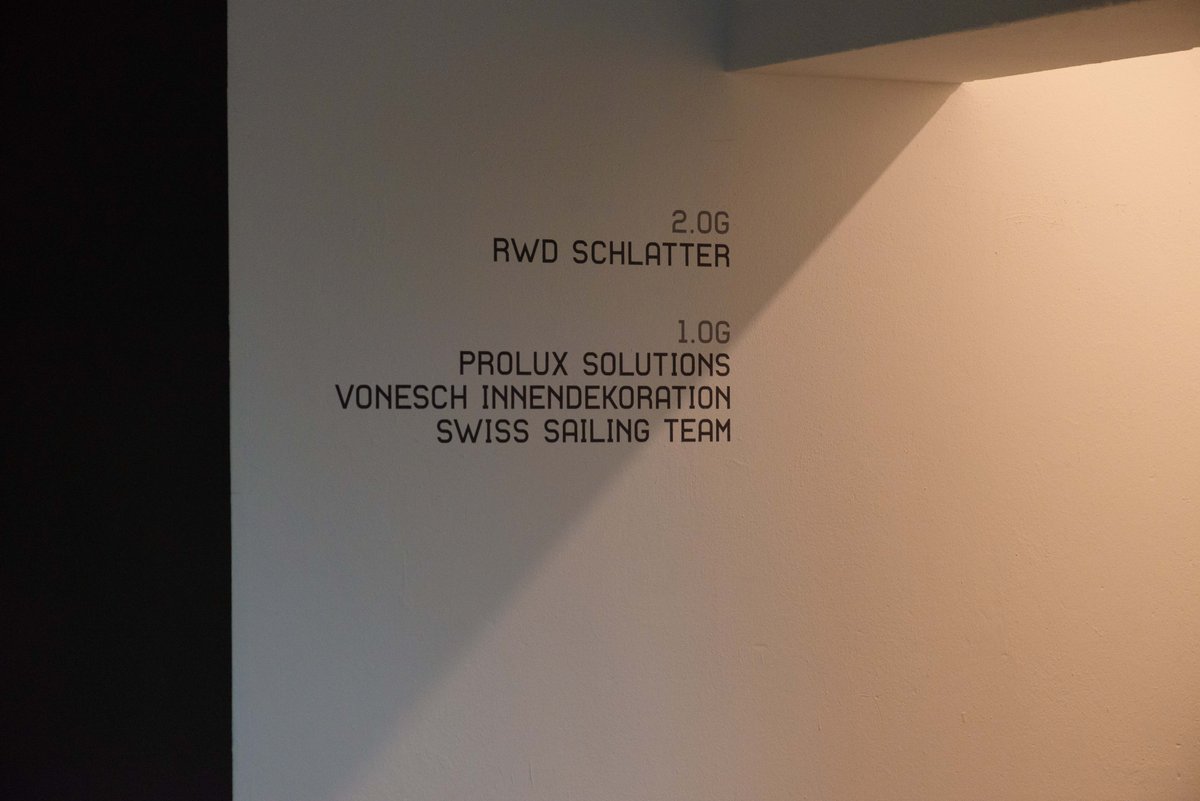 2.OG
RWD SCHLATTER
1.OG
PROLUX SOLUTIONS
VONESCH INNENDEKORATION
SWISS SAILING TEAM